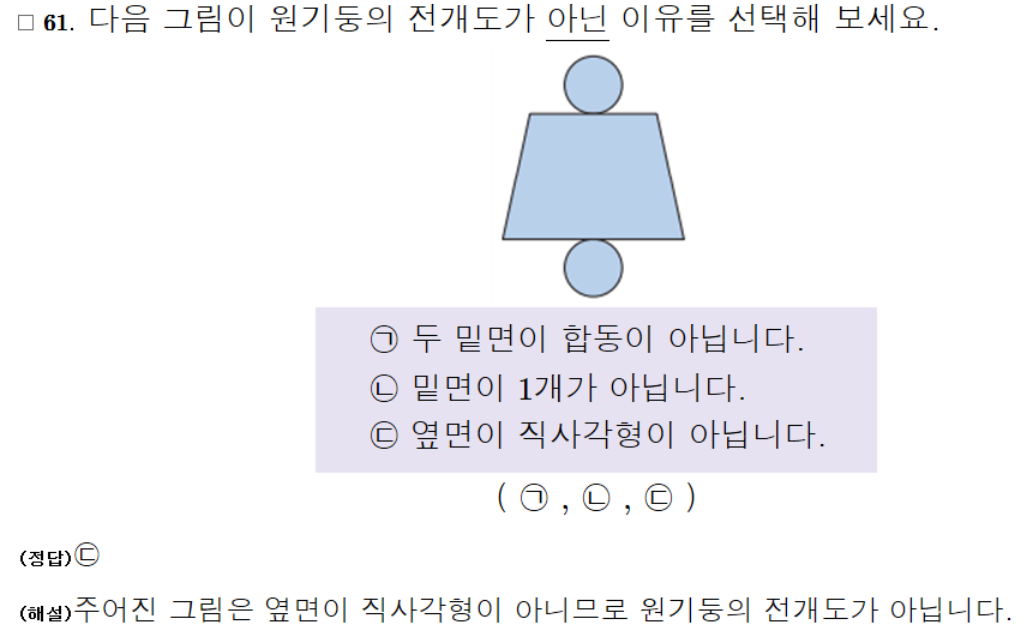 □ 61. 다음 그림이 원기둥의 전개도가 아닌 이유를 선택해 보세요.
㉠ 두 밑면이 합동이 아닙니다.
㉡ 밑면이 1개가 아닙니다.
㉢ 옆면이 직사각형이 아닙니다.
( ㉠ , ㉡ , ㉢ )
(정답)㉢
(해설)주어진 그림은 옆면이 직사각형이 아니므로 원기둥의 전개도가 아닙니다.